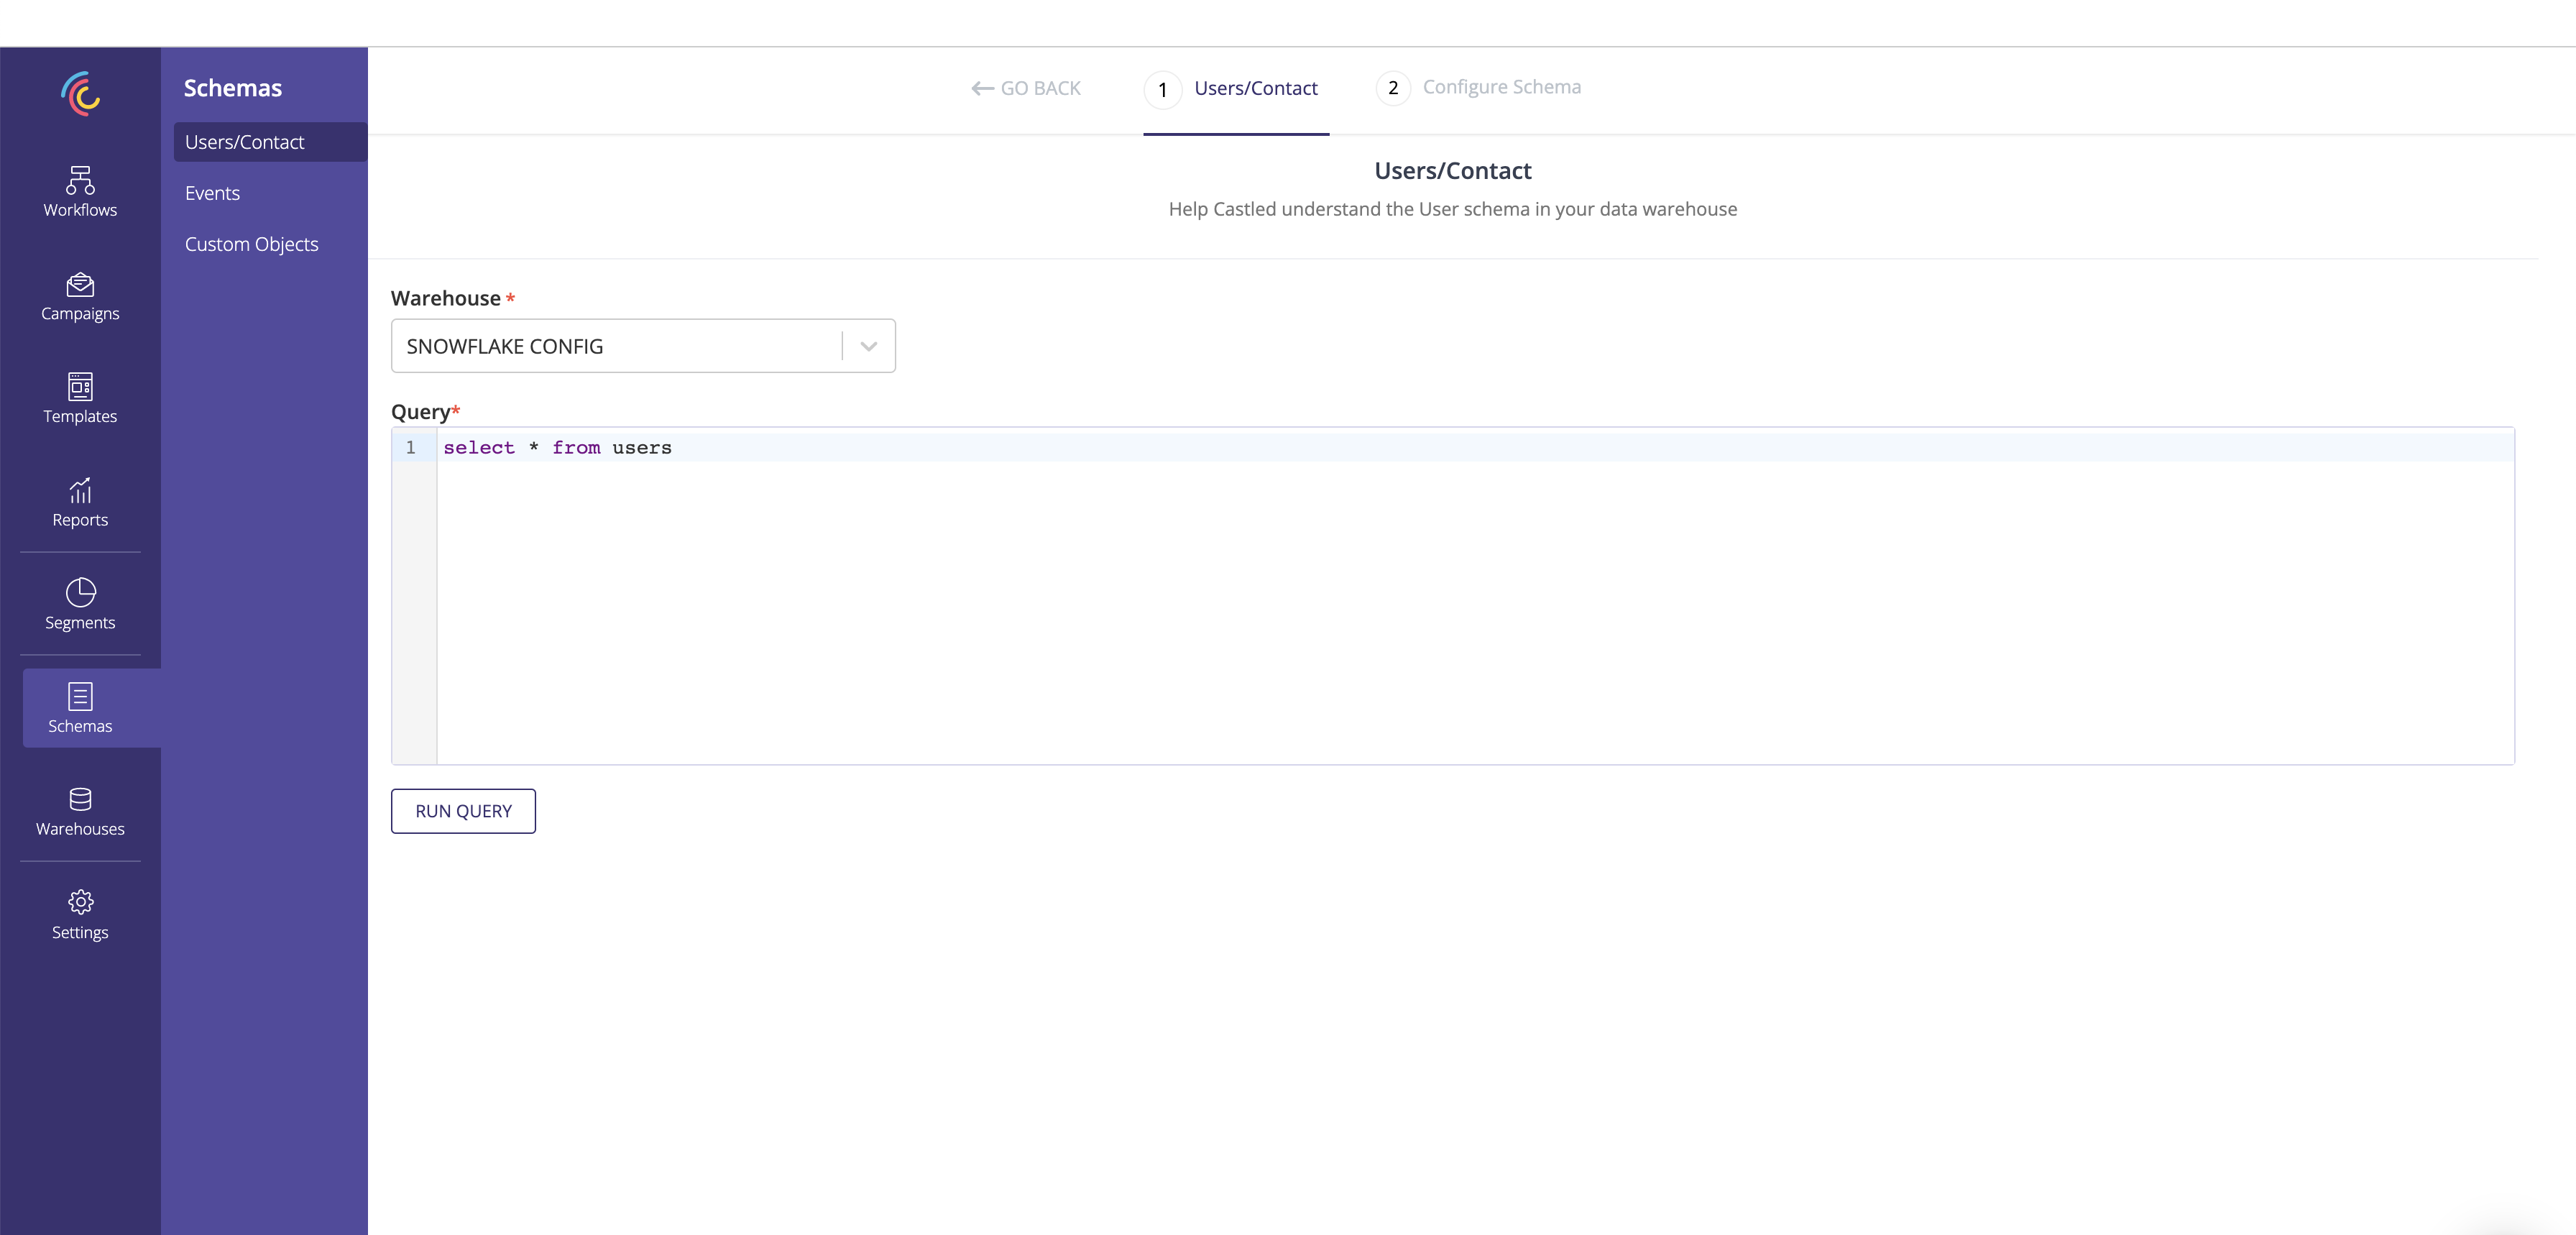 Workflows
Campaigns
Templates
Reports
Segments
Schemas
Warehouses
Settings
Schemas
Users/Contact
Events
Custom Objects
GO BACK
1 Users/Contact
2 Configure Schema
Users/Contact
Help Castled understand the User schema in your data warehouse
Warehouse *
SNOWFLAKE CONFIG
Query*
1 select * from users
RUN QUERY